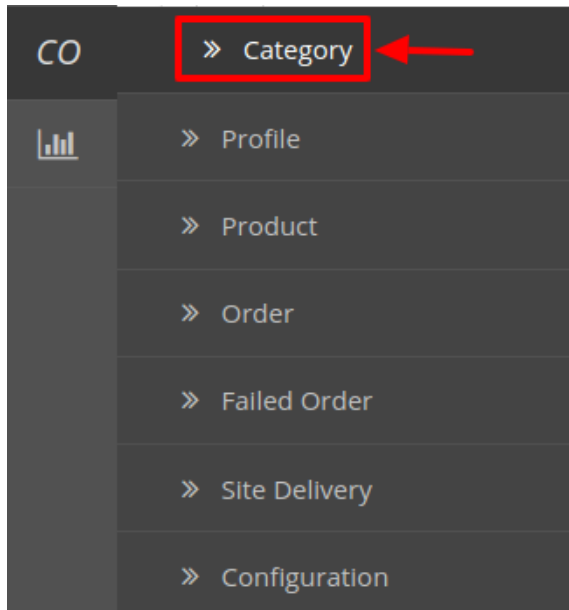 CO
» Category
» Profile
» Product
» Order
» Failed Order
» Site Delivery
» Configuration